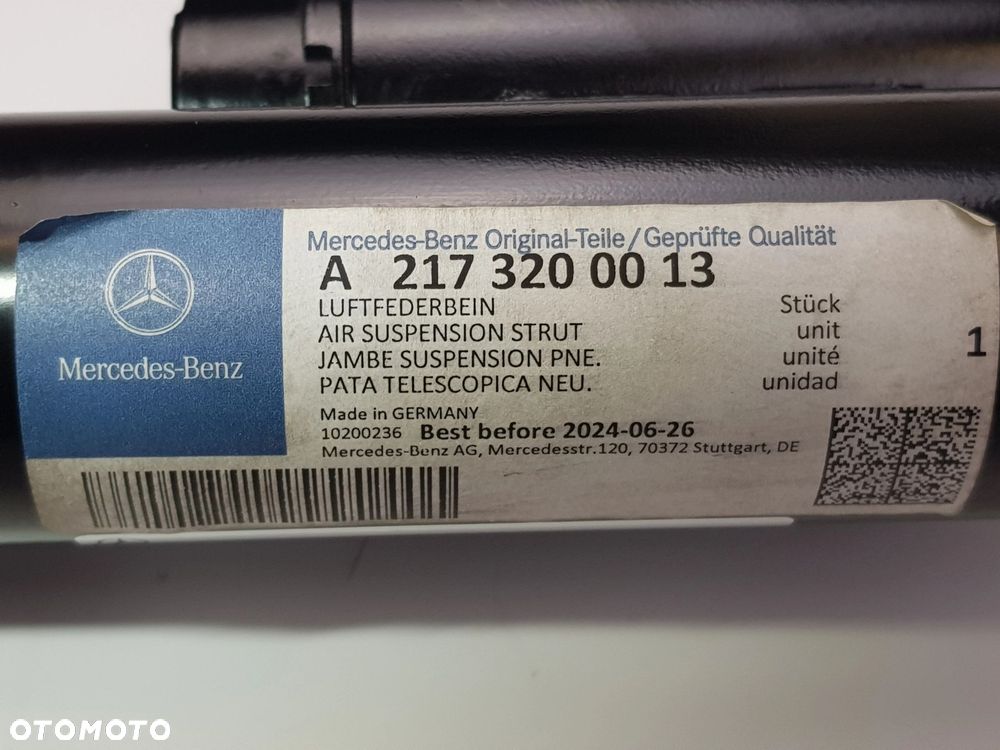 Mercedes-Benz Original-Teile/Geprüfte Qualität
A 217 320 00 13
LUFTFEDERBEIN Stück
AIR SUSPENSION STRUT unit
JAMBE SUSPENSION PNE. unité
PATA TELESCOPICA NEU. unidad
1
Mercedes-Benz
Made in GERMANY
10200236 Best before 2024-06-26
Mercedes-Benz AG, Mercedesstr.120, 70372 Stuttgart, DE
OTOMOTO